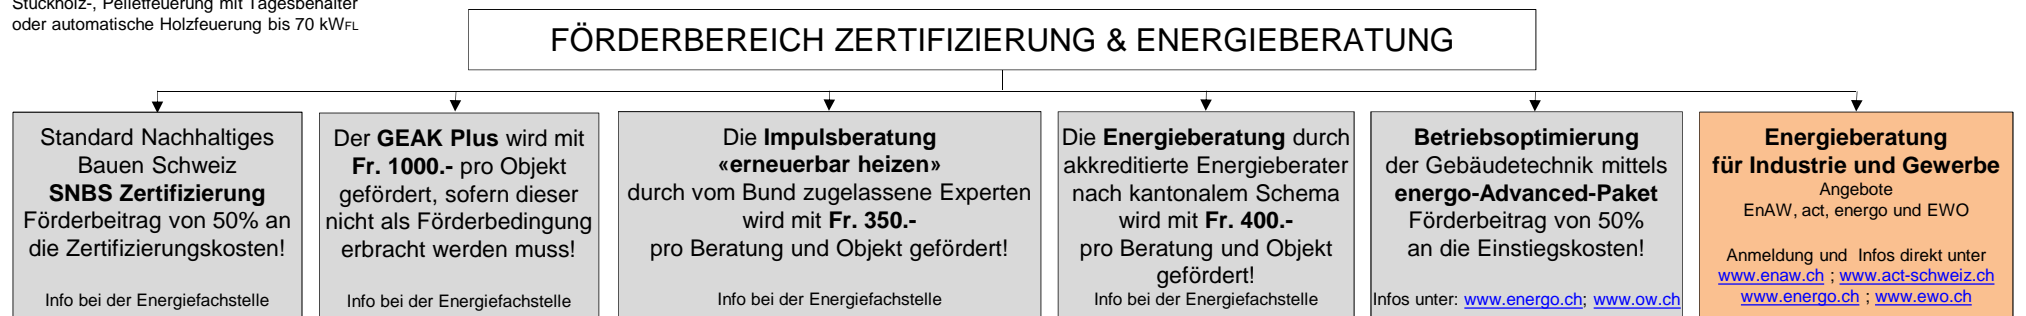 Stückholz-, Pelletfeuerung mit Tagesbehälter
oder automatische Holzfeuerung bis 70 kWFL
FÖRDERBEREICH ZERTIFIZIERUNG & ENERGIEBERATUNG
Standard Nachhaltiges
Bauen Schweiz
SNBS Zertifizierung
Förderbeitrag von 50% an
die Zertifizierungskosten!
Info bei der Energiefachstelle
Der GEAK Plus wird mit
Fr. 1000.- pro Objekt
gefördert, sofern dieser
nicht als Förderbedingung
erbracht werden muss!
Info bei der Energiefachstelle
Die Impulsberatung
«erneuerbar heizen»
durch vom Bund zugelassene Experten
wird mit Fr. 350.-
pro Beratung und Objekt gefördert!
Info bei der Energiefachstelle
Die Energieberatung durch
akkreditierte Energieberater
nach kantonalem Schema
wird mit Fr. 400.-
pro Beratung und Objekt
gefördert!
Info bei der Energiefachstelle
Betriebsoptimierung
der Gebäudetechnik mittels
energo-Advanced-Paket
Förderbeitrag von 50%
an die Einstiegskosten!
Infos unter: www.energo.ch; www.ow.ch
Energieberatung
für Industrie und Gewerbe
Angebote
EnAW, act, energo und EWO
Anmeldung und Infos direkt unter
www.enaw.ch ; www.act-schweiz.ch
www.energo.ch ; www.ewo.ch